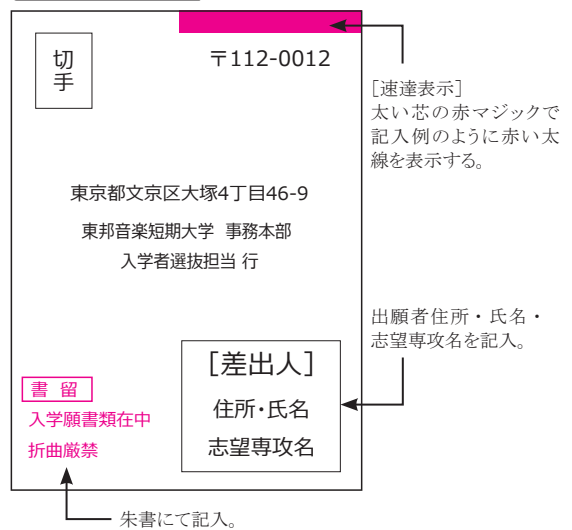 切手
〒112-0012
[速達表示]
太い芯の赤マジックで
記入例のように赤い太
線を表示する。
東京都文京区大塚4丁目46-9
東邦音楽短期大学 事務本部
入学者選抜担当 行
出願者住所・氏名・
志望専攻名を記入。
[差出人]
住所・氏名
志望専攻名
書留
入学願書類在中
折曲厳禁
朱書にて記入。